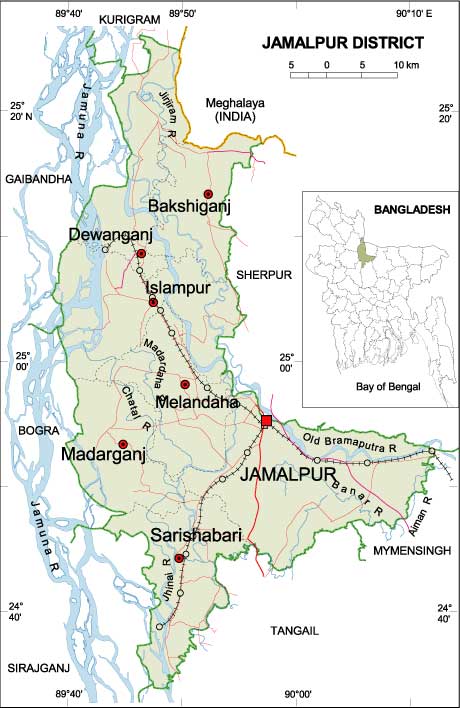 89°40'
89°50'
90°10' E
KURIGRAM
JAMALPUR DISTRICT
5 0 5 10 km
25°
20' N
25°
20'
Jamuna R
Jirjiram R
Meghalaya
(INDIA)
GAIBANDHA
Bakshiganj
BANGLADESH
Dewanganj
SHERPUR
Islampur
25°
00'
25°
00'
Madardaha R
Bay of Bengal
Chatal R
Melandaha
BOGRA
Madarganj
Old Bramaputra R
JAMALPUR
Banar R
Jamuna R
Aiman R
Sarishabari
MYMENSINGH
Jhinai R
24°
40'
24°
40'
TANGAIL
SIRAJGANJ
89°40'
90°00'